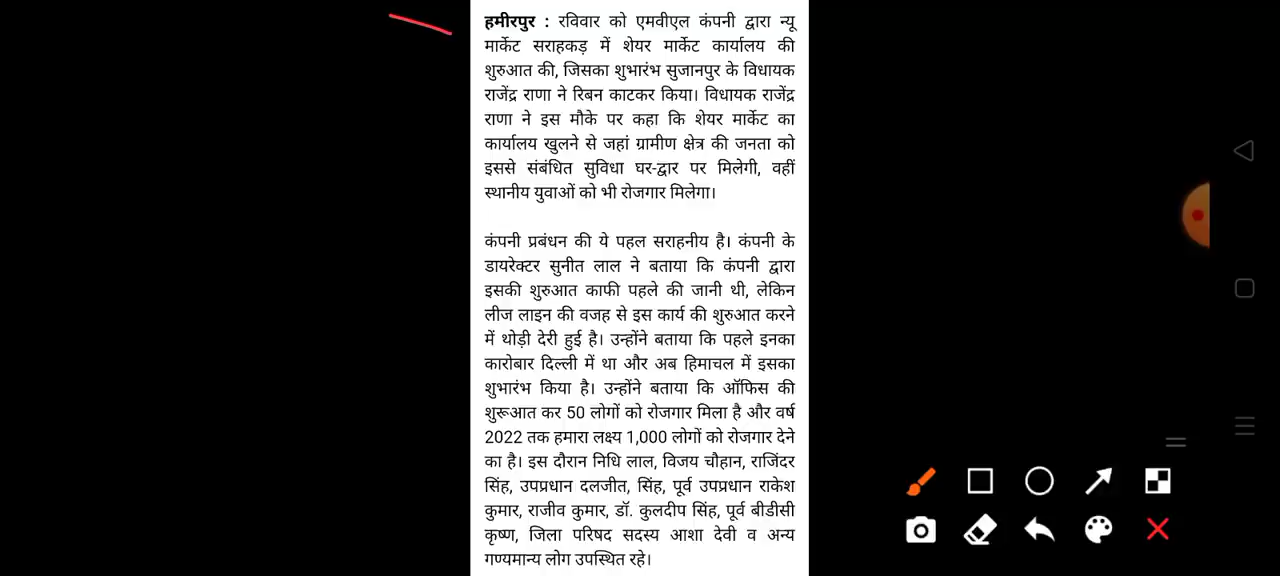 हमीरपुर : रविवार को एमवीएल कंपनी द्वारा न्यू
मार्केट सराहकड़ में शेयर मार्केट कार्यालय की
शुरुआत की, जिसका शुभारंभ सुजानपुर के विधायक
राजेंद्र राणा ने रिबन काटकर किया। विधायक राजेंद्र
राणा ने इस मौके पर कहा कि शेयर मार्केट का
कार्यालय खुलने से जहां ग्रामीण क्षेत्र की जनता को
इससे संबंधित सुविधा घर-द्वार पर मिलेगी, वहीं
स्थानीय युवाओं को भी रोजगार मिलेगा।
कंपनी प्रबंधन की ये पहल सराहनीय है। कंपनी के
डायरेक्टर सुनीत लाल ने बताया कि कंपनी द्वारा
इसकी शुरुआत काफी पहले की जानी थी, लेकिन
लीज लाइन की वजह से इस कार्य की शुरुआत करने
में थोड़ी देरी हुई है। उन्होंने बताया कि पहले इनका
कारोबार दिल्ली में था और अब हिमाचल में इसका
शुभारंभ किया है। उन्होंने बताया कि ऑफिस की
शुरूआत कर 50 लोगों को रोजगार मिला है और वर्ष
2022 तक हमारा लक्ष्य 1,000 लोगों को रोजगार देने
का है। इस दौरान निधि लाल, विजय चौहान, राजिंदर
सिंह, उपप्रधान दलजीत, सिंह, पूर्व उपप्रधान राकेश
कुमार, राजीव कुमार, डॉ. कुलदीप सिंह, पूर्व बीडीसी
कृष्ण, जिला परिषद सदस्य आशा देवी व अन्य
गण्यमान्य लोग उपस्थित रहे।